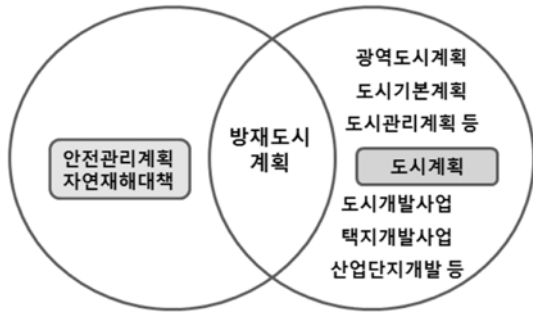 안전관리계획
자연재해대책
방재도시
계획
광역도시계획
도시기본계획
도시관리계획 등
도시계획
도시개발사업
택지개발사업
산업단지개발 등